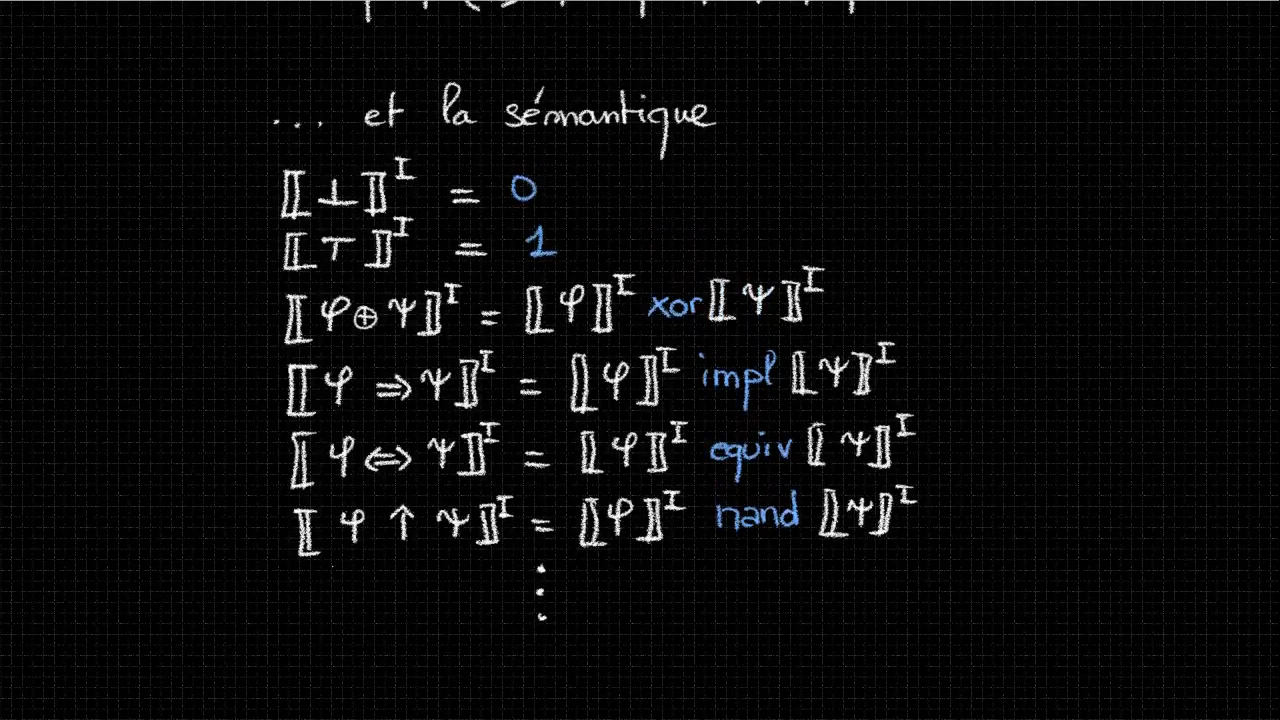 ... et la sémantique
⟦⊥⟧ᴵ = 0
⟦⊤⟧ᴵ = 1
⟦φ⊕ψ⟧ᴵ = ⟦φ⟧ᴵ xor ⟦ψ⟧ᴵ
⟦φ ⇒ ψ⟧ᴵ = ⟦φ⟧ᴵ impl ⟦ψ⟧ᴵ
⟦φ ⇔ ψ⟧ᴵ = ⟦φ⟧ᴵ equiv ⟦ψ⟧ᴵ
⟦φ ↑ ψ⟧ᴵ = ⟦φ⟧ᴵ nand ⟦ψ⟧ᴵ
⋮